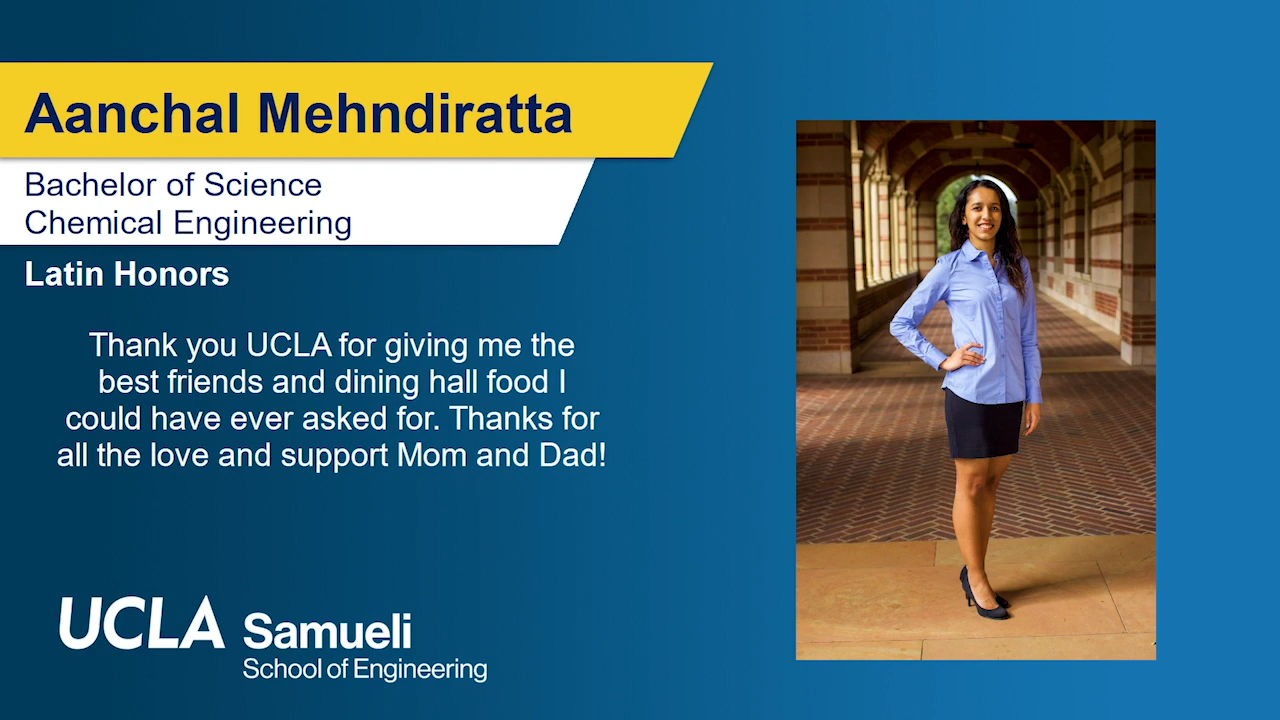 Aanchal Mehndiratta
Bachelor of Science
Chemical Engineering
Latin Honors
Thank you UCLA for giving me the
best friends and dining hall food I
could have ever asked for. Thanks for
all the love and support Mom and Dad!
UCLA Samueli
School of Engineering